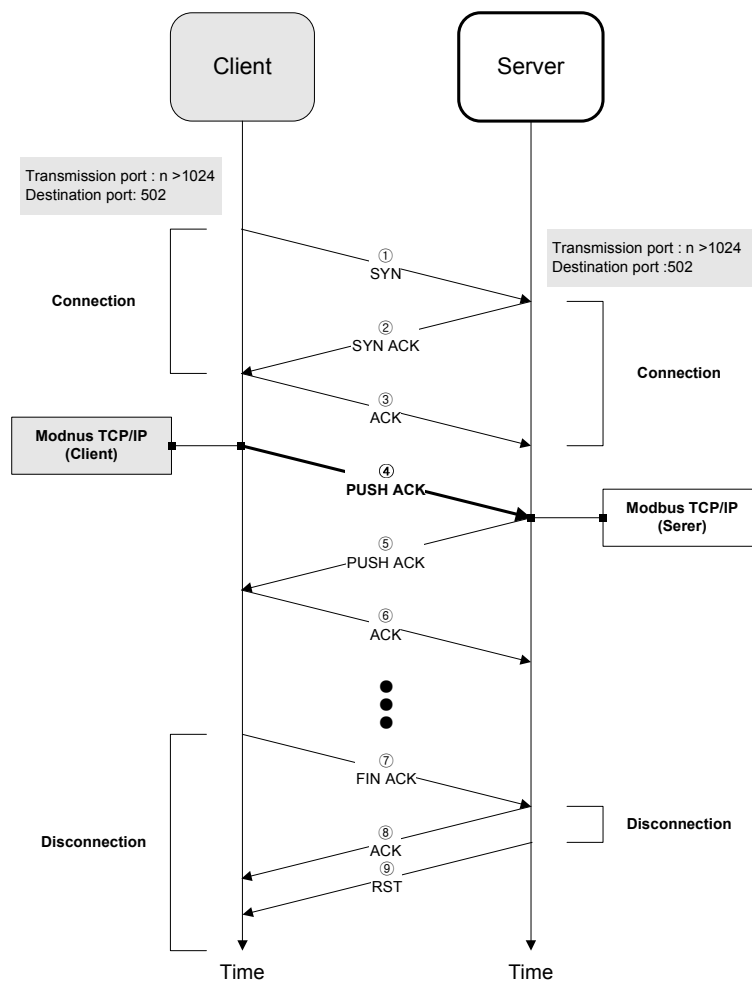 Client
Server
Transmission port : n >1024
Destination port: 502
Transmission port : n >1024
Destination port :502
①
SYN
Connection
②
SYN ACK
Connection
③
ACK
Modnus TCP/IP
(Client)
④
PUSH ACK
Modbus TCP/IP
(Serer)
⑤
PUSH ACK
⑥
ACK
⑦
FIN ACK
Disconnection
Disconnection
⑧
ACK
⑨
RST
Time
Time